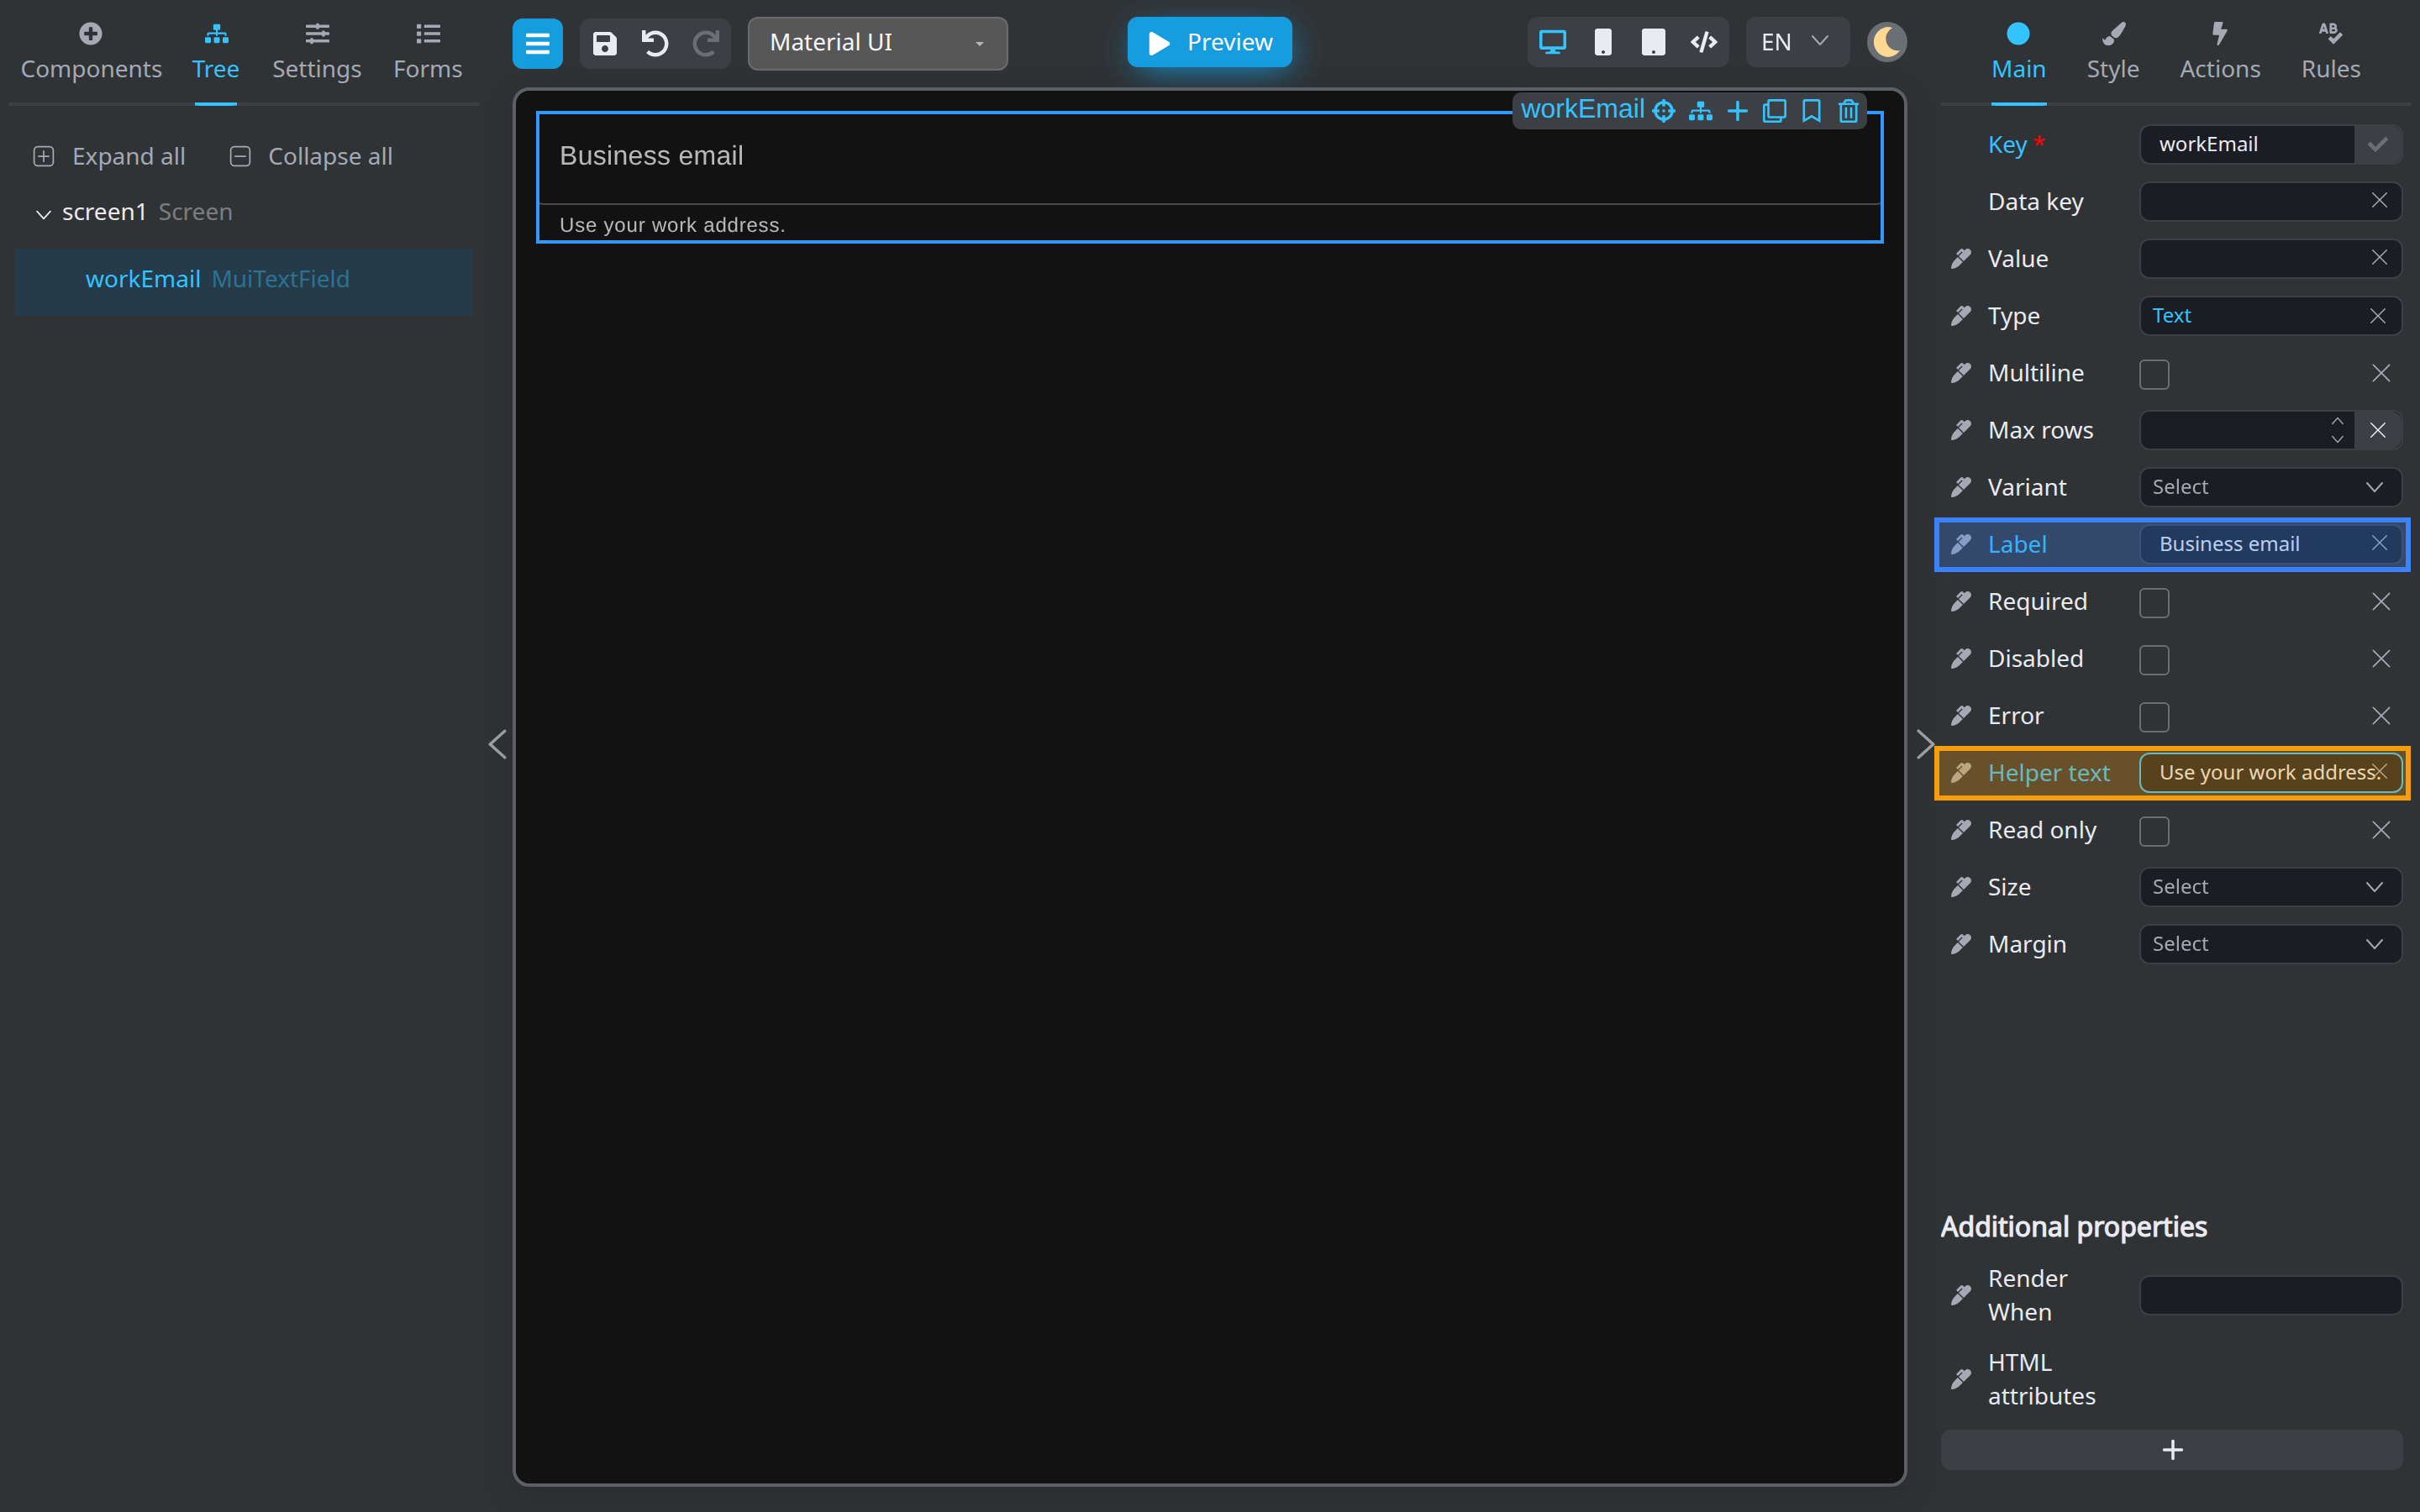 Components Tree Settings Forms
Material UI
Preview
EN
Main Style Actions AB Rules
Expand all Collapse all
screen1 Screen
workEmail MuiTextField
workEmail
Business email
Use your work address.
Key * workEmail
Data key
Value
Type Text
Multiline
Max rows
Variant Select
Label Business email
Required
Disabled
Error
Helper text Use your work address.
Read only
Size Select
Margin Select
Additional properties
Render
When
HTML
attributes